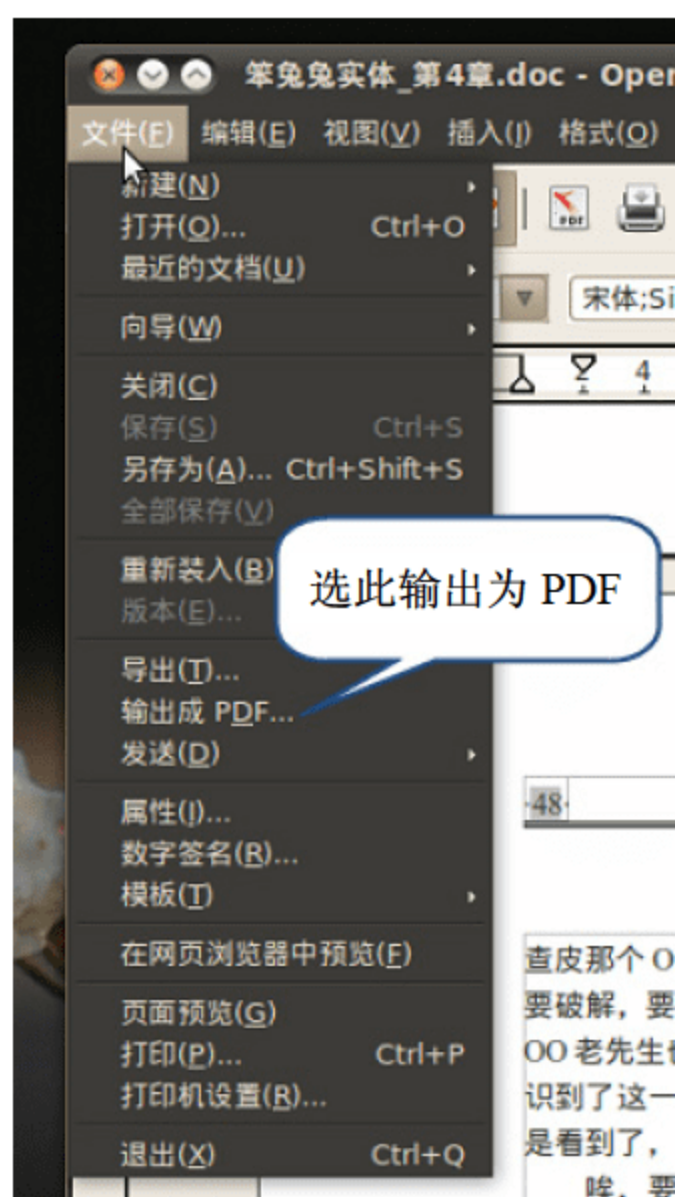 笨兔兔实体_第4章.doc - Open
文件(F) 编辑(E) 视图(V) 插入(I) 格式(O)
新建(N)
打开(O)... Ctrl+O
最近的文档(U)
向导(W)
关闭(C)
保存(S) Ctrl+S
另存为(A)... Ctrl+Shift+S
全部保存(V)
重新装入(B)
版本(E)...
导出(T)...
输出成 PDF...
发送(D)
属性(I)...
数字签名(R)...
模板(T)
在网页浏览器中预览(F)
页面预览(G)
打印(P)... Ctrl+P
打印机设置(R)...
退出(X) Ctrl+Q
选此输出为 PDF
PDF
宋体;Si
2 4
48
查皮那个 O
要破解，要
OO 老先生
识到了这一
是看到了，
唉，要